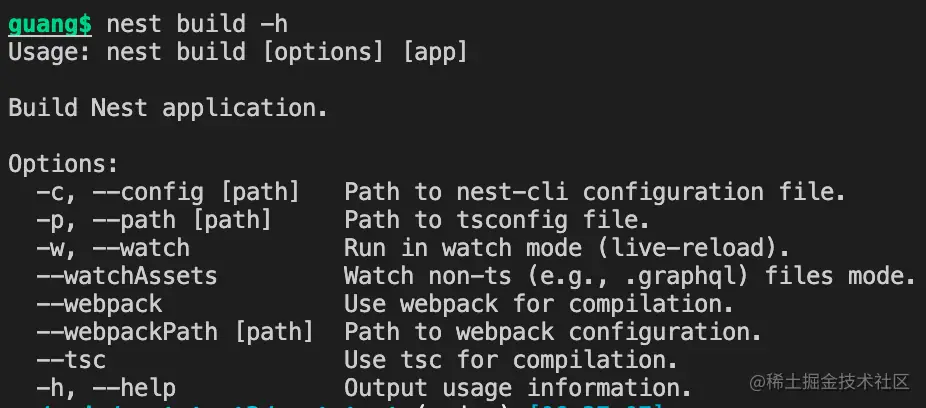 guang$ nest build -h
Usage: nest build [options] [app]
Build Nest application.
Options:
-c, --config [path] Path to nest-cli configuration file.
-p, --path [path] Path to tsconfig file.
-w, --watch Run in watch mode (live-reload).
--watchAssets Watch non-ts (e.g., .graphql) files mode.
--webpack Use webpack for compilation.
--webpackPath [path] Path to webpack configuration.
--tsc Use tsc for compilation.
-h, --help Output usage information.
@稀土掘金技术社区